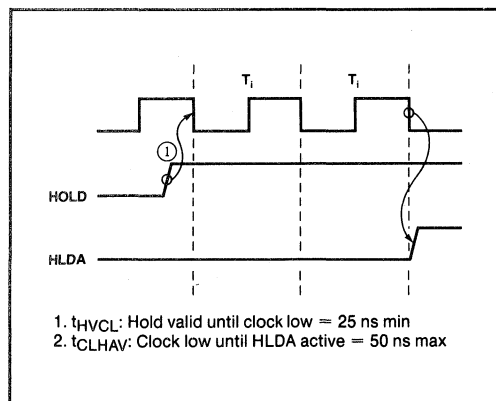 Ti Ti
1
HOLD
HLDA
1. tHVCL: Hold valid until clock low = 25 ns min
2. tCLHAV: Clock low until HLDA active = 50 ns max